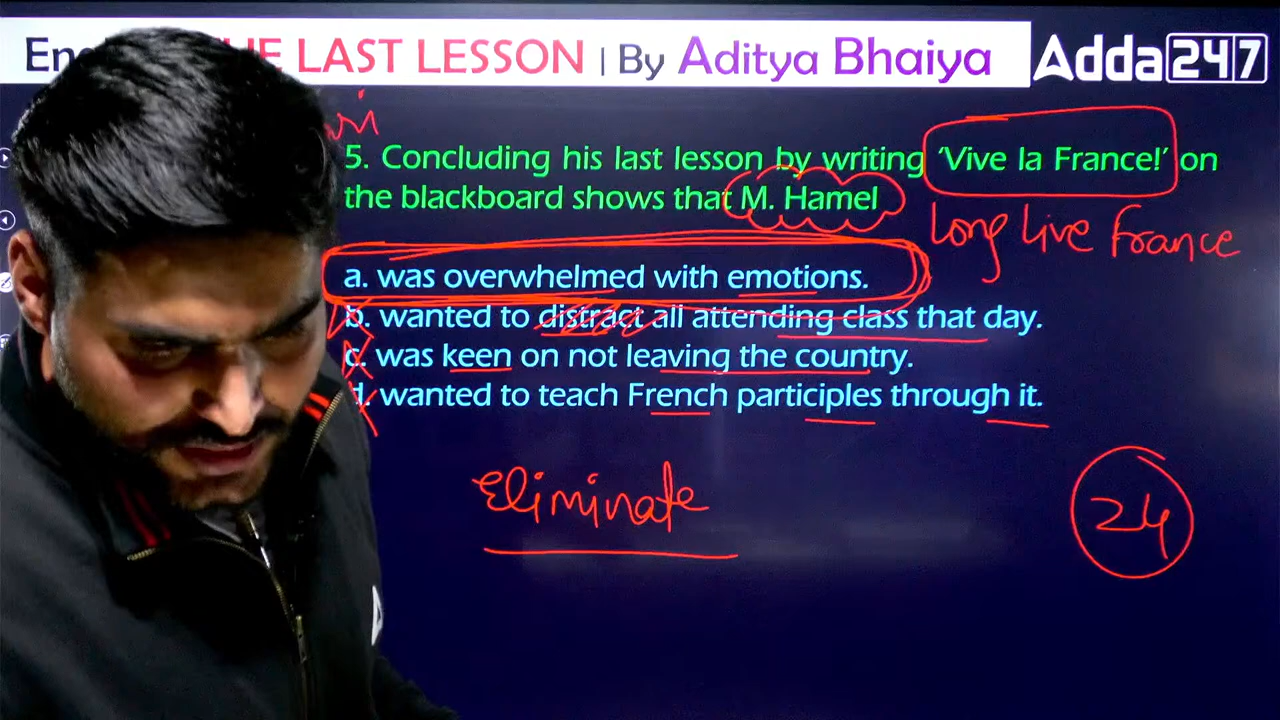 THE LAST LESSON | By Aditya Bhaiya
Adda247
5. Concluding his last lesson by writing 'Vive la France!' on
the blackboard shows that M. Hamel
Long live France
a. was overwhelmed with emotions.
b. wanted to distract all attending class that day.
c. was keen on not leaving the country.
d. wanted to teach French participles through it.
Eliminate
24